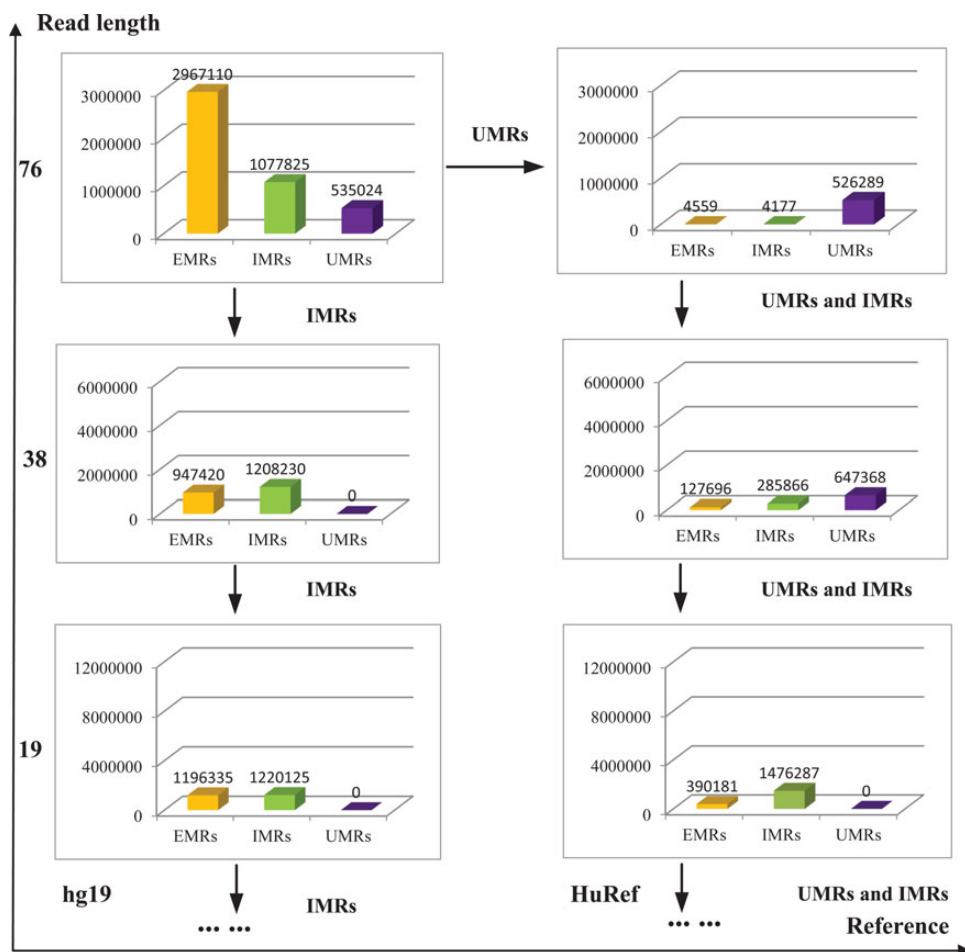 Read length
76
2967110
3000000
2000000
1077825
1000000
535024
0
EMRs IMRs UMRs
UMRs
3000000
2000000
1000000
526289
4559 4177
0
EMRs IMRs UMRs
IMRs
UMRs and IMRs
38
6000000
4000000
2000000
947420 1208230 0
0
EMRs IMRs UMRs
6000000
4000000
2000000
127696 285866 647368
0
EMRs IMRs UMRs
IMRs
UMRs and IMRs
19
12000000
8000000
4000000
1196335 1220125 0
0
EMRs IMRs UMRs
12000000
8000000
4000000
390181 1476287 0
0
EMRs IMRs UMRs
hg19
IMRs
... ...
HuRef
UMRs and IMRs
... ...
Reference